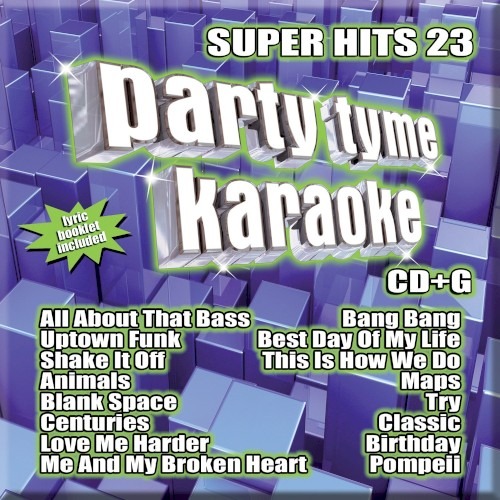 SUPER HITS 23
party tyme
karaoke
lyric
booklet
included
CD+G
All About That Bass
Uptown Funk
Shake It Off
Animals
Blank Space
Centuries
Love Me Harder
Me And My Broken Heart
Bang Bang
Best Day Of My Life
This Is How We Do
Maps
Try
Classic
Birthday
Pompeii